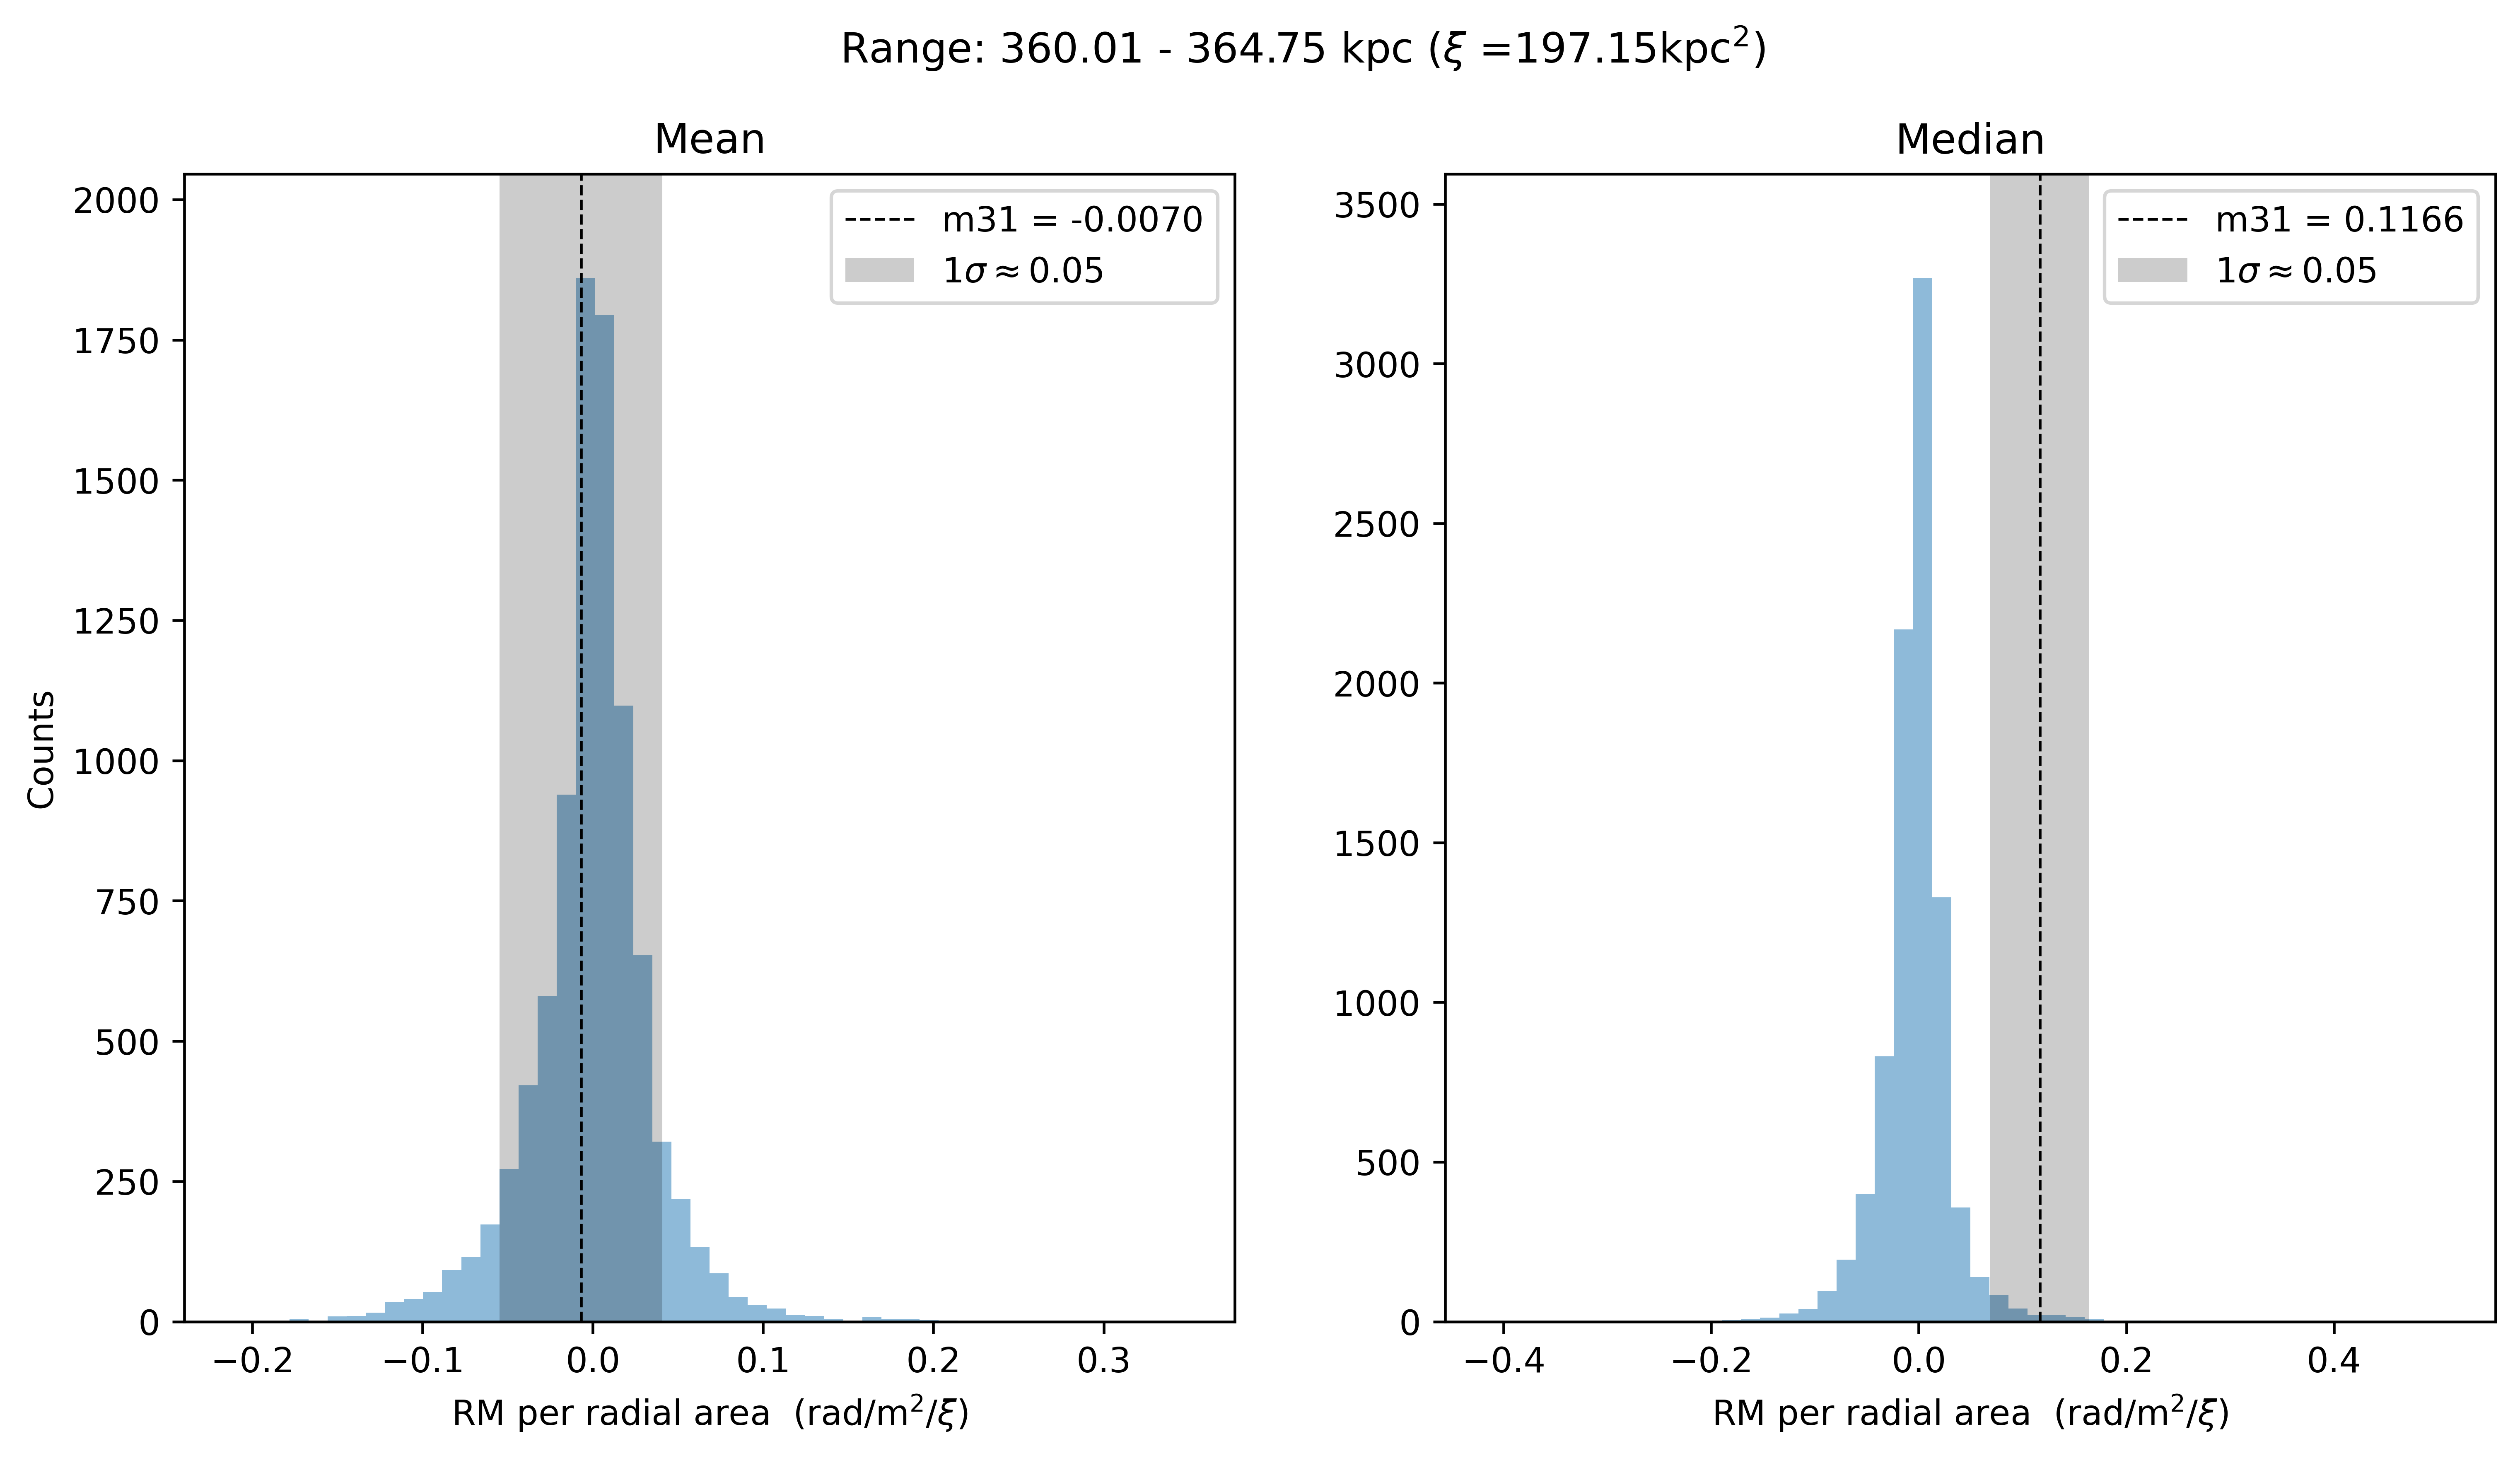 Range: 360.01 - 364.75 kpc (ξ =197.15kpc²)
Mean
2000
1750
1500
1250
1000
750
500
250
0
Counts
m31 = -0.0070
1σ ≈ 0.05
−0.2 −0.1 0.0 0.1 0.2 0.3
RM per radial area (rad/m²/ξ)
Median
3500
3000
2500
2000
1500
1000
500
0
m31 = 0.1166
1σ ≈ 0.05
−0.4 −0.2 0.0 0.2 0.4
RM per radial area (rad/m²/ξ)